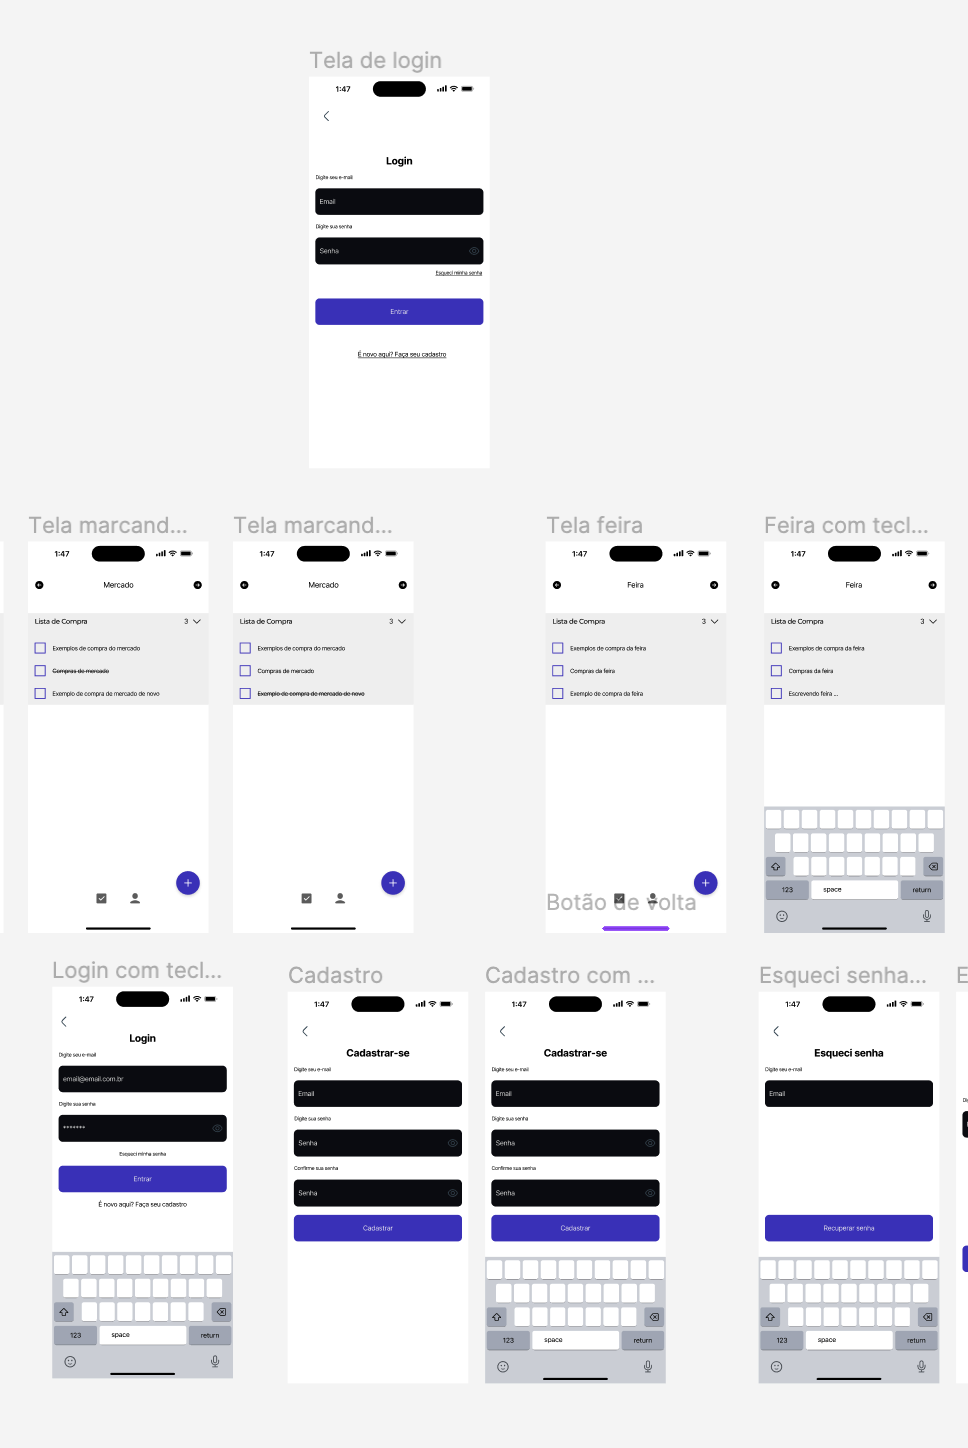 Tela de login
1:47
Login
Digite seu e-mail
Email
Digite sua senha
Senha
Esqueci minha senha
Entrar
É novo aqui? Faça seu cadastro
Tela marcand...
1:47
Mercado
Lista de Compra 3
Exemplos de compra do mercado
Compras de mercado
Exemplo de compra de mercado de novo
Tela marcand...
1:47
Mercado
Lista de Compra 3
Exemplos de compra do mercado
Compras de mercado
Exemplo de compra de mercado de novo
Tela feira
1:47
Feira
Lista de Compra 3
Exemplos de compra da feira
Compras da feira
Exemplo de compra da feira
Botão de volta
Feira com tecl...
1:47
Feira
Lista de Compra 3
Exemplos de compra da feira
Compras da feira
Escrevendo feira ...
123 space return
Login com tecl...
1:47
Login
Digite seu e-mail
email@email.com.br
Digite sua senha
*******
Esqueci minha senha
Entrar
É novo aqui? Faça seu cadastro
123 space return
Cadastro
1:47
Cadastrar-se
Digite seu e-mail
Email
Digite sua senha
Senha
Confirme sua senha
Senha
Cadastrar
Cadastro com ...
1:47
Cadastrar-se
Digite seu e-mail
Email
Digite sua senha
Senha
Confirme sua senha
Senha
Cadastrar
123 space return
Esqueci senha...
1:47
Esqueci senha
Digite seu e-mail
Email
Recuperar senha
123 space return
E